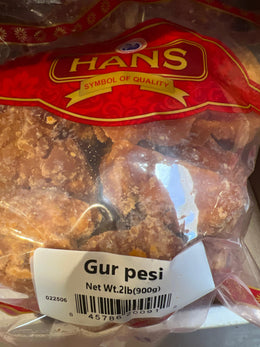 HANS
SYMBOL OF QUALITY
Gur pesi
Net Wt.2lb(900g)
022506